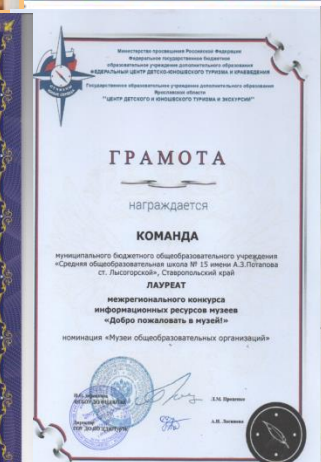 Министерство просвещения Российской Федерации
Федеральное государственное бюджетное
образовательное учреждение дополнительного образования
ФЕДЕРАЛЬНЫЙ ЦЕНТР ДЕТСКО-ЮНОШЕСКОГО ТУРИЗМА И КРАЕВЕДЕНИЯ
Государственное образовательное учреждение дополнительного образования
Ярославской области
"ЦЕНТР ДЕТСКОГО И ЮНОШЕСКОГО ТУРИЗМА И ЭКСКУРСИЙ"
ГРАМОТА
награждается
КОМАНДА
муниципального бюджетного общеобразовательного учреждения
«Средняя общеобразовательная школа № 15 имени А.З.Потапова
ст. Лысогорской», Ставропольский край
ЛАУРЕАТ
межрегионального конкурса
информационных ресурсов музеев
«Добро пожаловать в музей!»
номинация «Музеи общеобразовательных организаций»
Директор